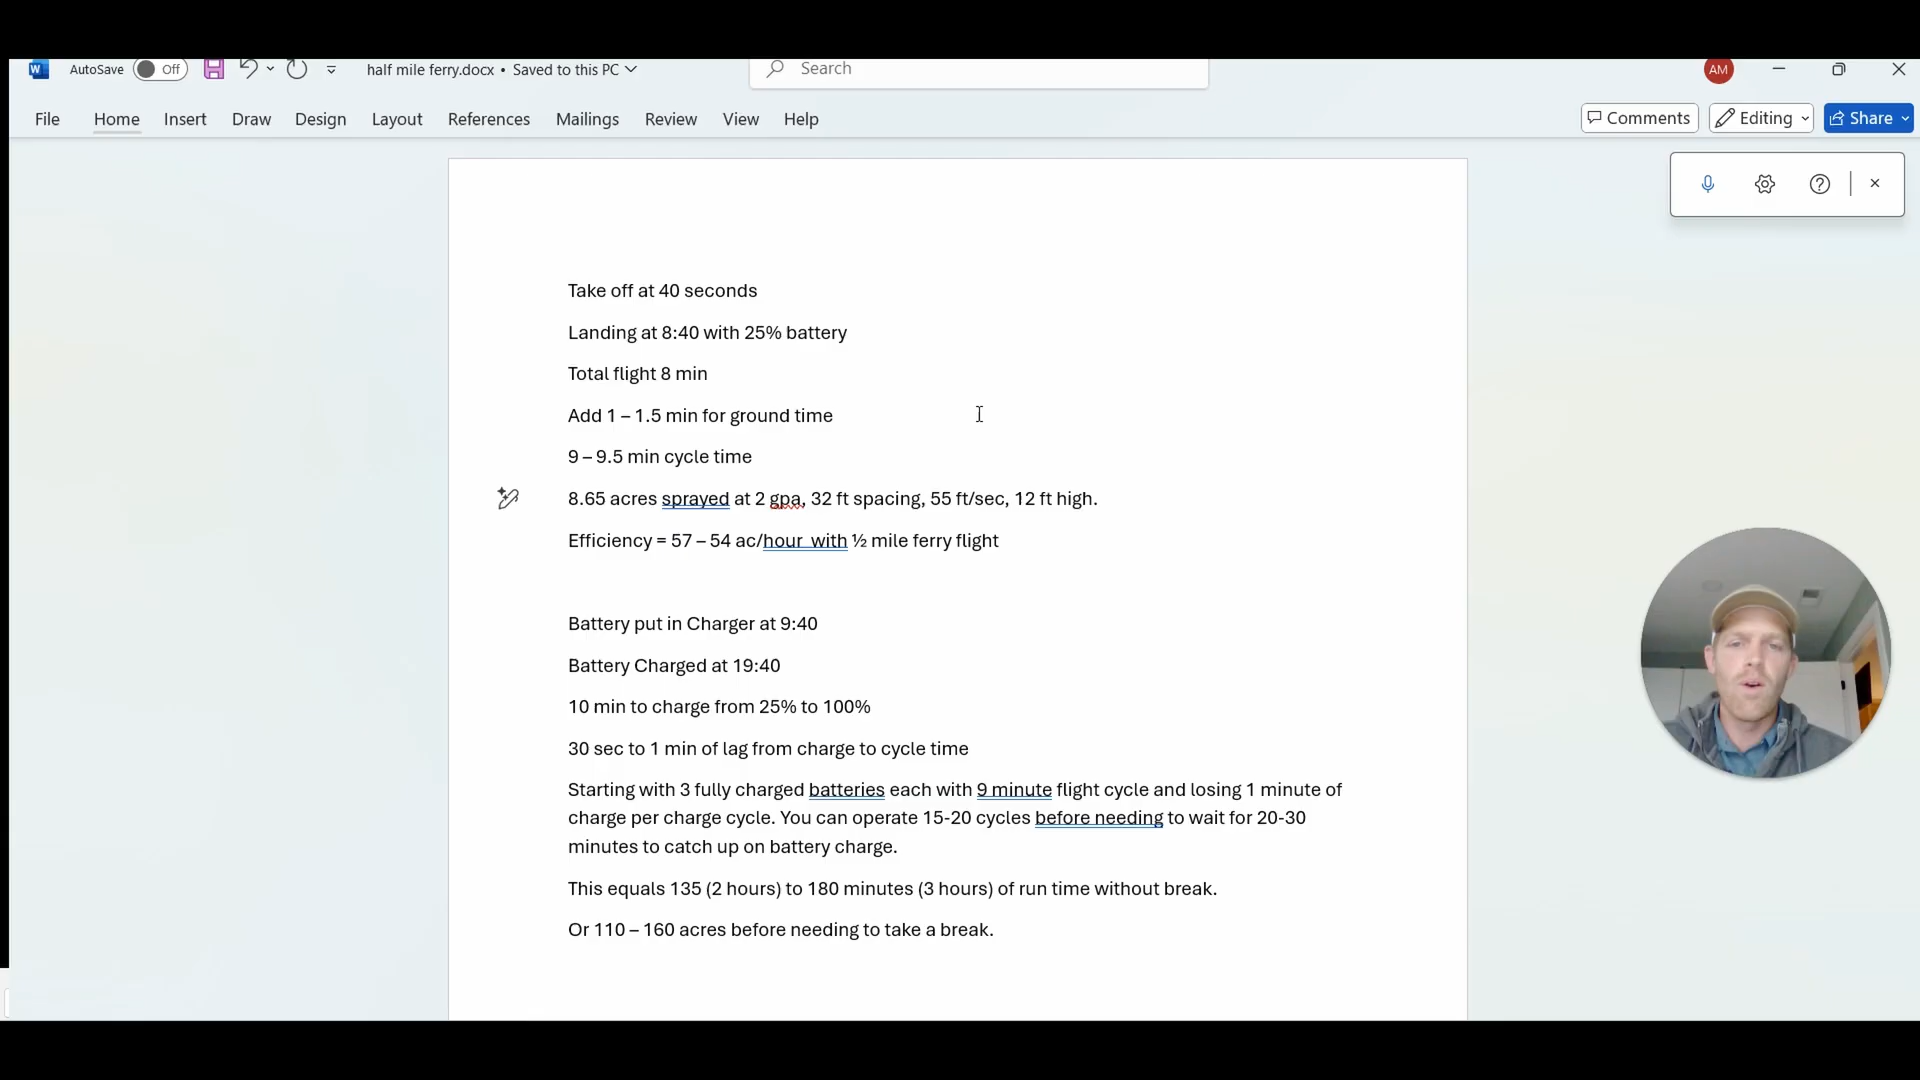 AutoSave Off half mile ferry.docx • Saved to this PC Search AM
File Home Insert Draw Design Layout References Mailings Review View Help Comments Editing Share
Take off at 40 seconds
Landing at 8:40 with 25% battery
Total flight 8 min
Add 1 – 1.5 min for ground time
9 – 9.5 min cycle time
8.65 acres sprayed at 2 gpa, 32 ft spacing, 55 ft/sec, 12 ft high.
Efficiency = 57 – 54 ac/hour with ½ mile ferry flight
Battery put in Charger at 9:40
Battery Charged at 19:40
10 min to charge from 25% to 100%
30 sec to 1 min of lag from charge to cycle time
Starting with 3 fully charged batteries each with 9 minute flight cycle and losing 1 minute of
charge per charge cycle. You can operate 15-20 cycles before needing to wait for 20-30
minutes to catch up on battery charge.
This equals 135 (2 hours) to 180 minutes (3 hours) of run time without break.
Or 110 – 160 acres before needing to take a break.